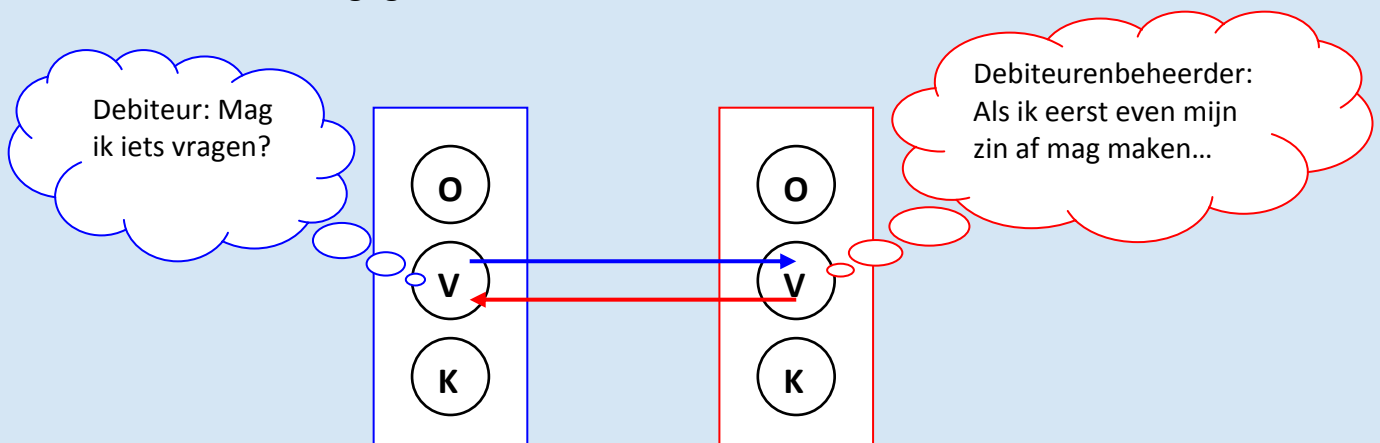 Debiteur: Mag
ik iets vragen?
Debiteurenbeheerder:
Als ik eerst even mijn
zin af mag maken…
O
O
V
V
K
K